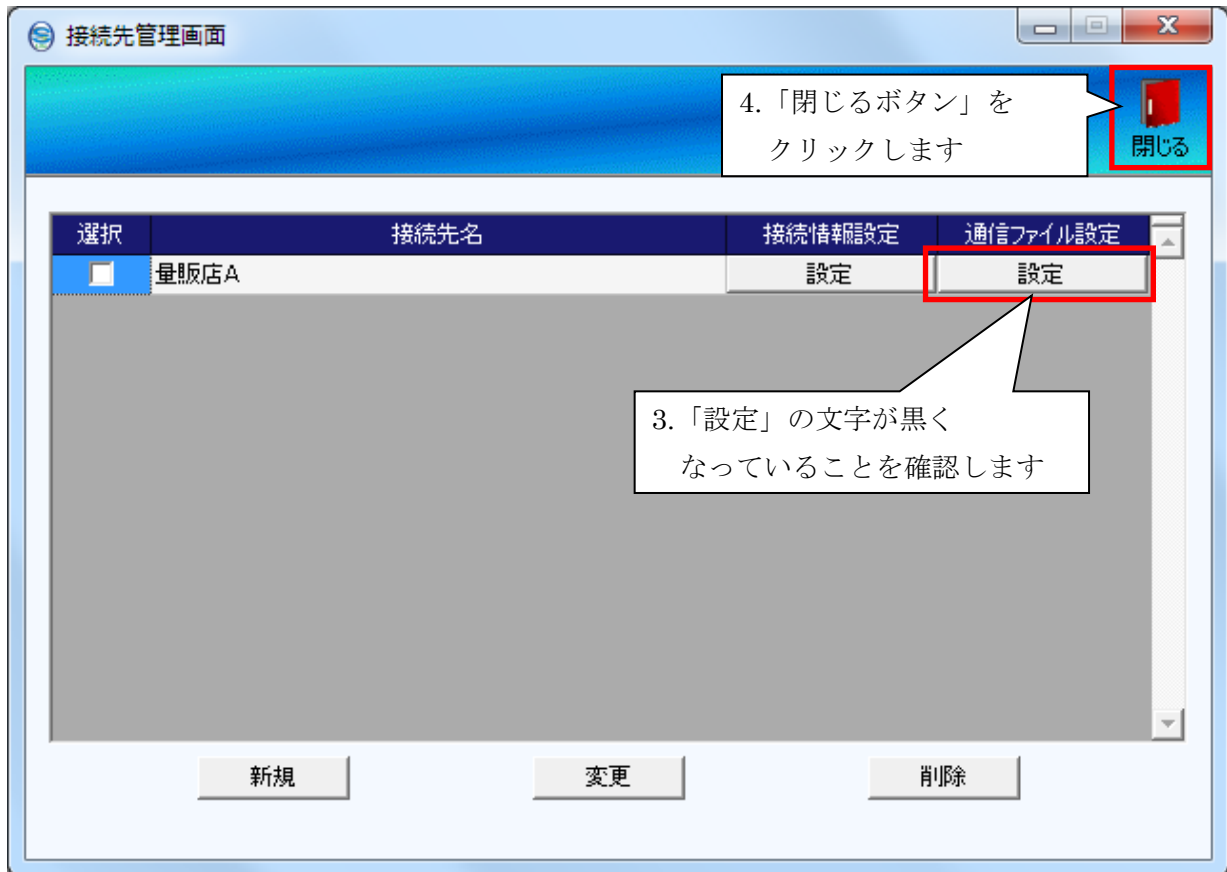 接続先管理画面
4.「閉じるボタン」を
クリックします
閉じる
選択 接続先名 接続情報設定 通信ファイル設定
量販店A 設定 設定
3.「設定」の文字が黒く
なっていることを確認します
新規 変更 削除